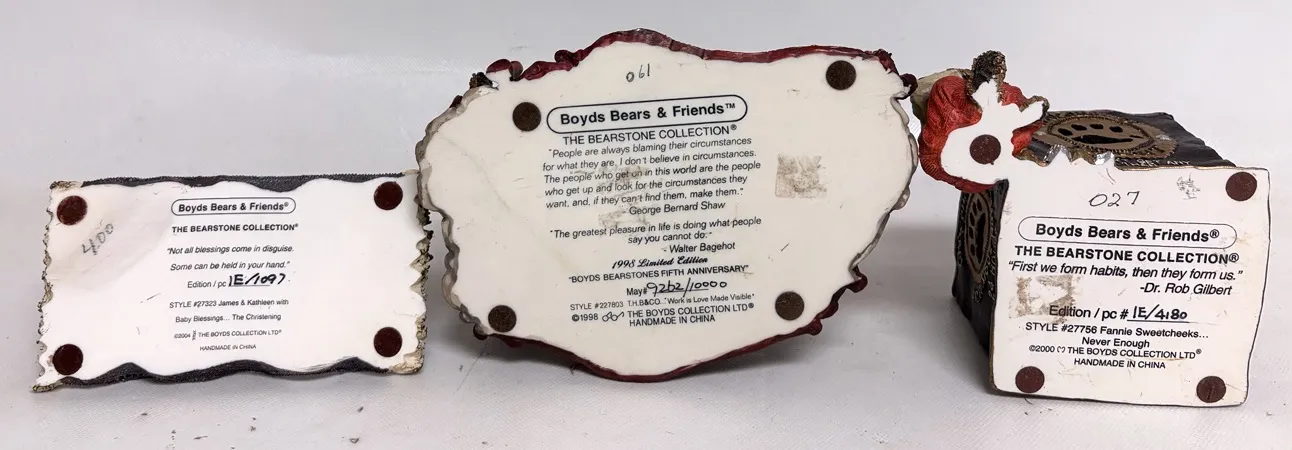 400
Boyds Bears & Friends®
THE BEARSTONE COLLECTION®
"Not all blessings come in disguise.
Some can be held in your hand."
Edition / pc 1E/1097
STYLE #27323 James & Kathleen with
Baby Blessings... The Christening
©2004 THE BOYDS COLLECTION LTD®
HANDMADE IN CHINA
061
Boyds Bears & Friends™
THE BEARSTONE COLLECTION®
"People are always blaming their circumstances
for what they are. I don't believe in circumstances.
The people who get on in this world are the people
who get up and look for the circumstances they
want, and, if they can't find them, make them."
- George Bernard Shaw
"The greatest pleasure in life is doing what people
say you cannot do."
- Walter Bagehot
1998 Limited Edition
"BOYDS BEARSTONES FIFTH ANNIVERSARY"
May# 9262/10000
STYLE #227803 T.H.B&CO.. "Work is Love Made Visible"
©1998 THE BOYDS COLLECTION LTD®
HANDMADE IN CHINA
027
Boyds Bears & Friends®
THE BEARSTONE COLLECTION®
"First we form habits, then they form us."
-Dr. Rob Gilbert
Edition / pc # 1E/4180
STYLE #27756 Fannie Sweetcheeks...
Never Enough
©2000 THE BOYDS COLLECTION LTD®
HANDMADE IN CHINA